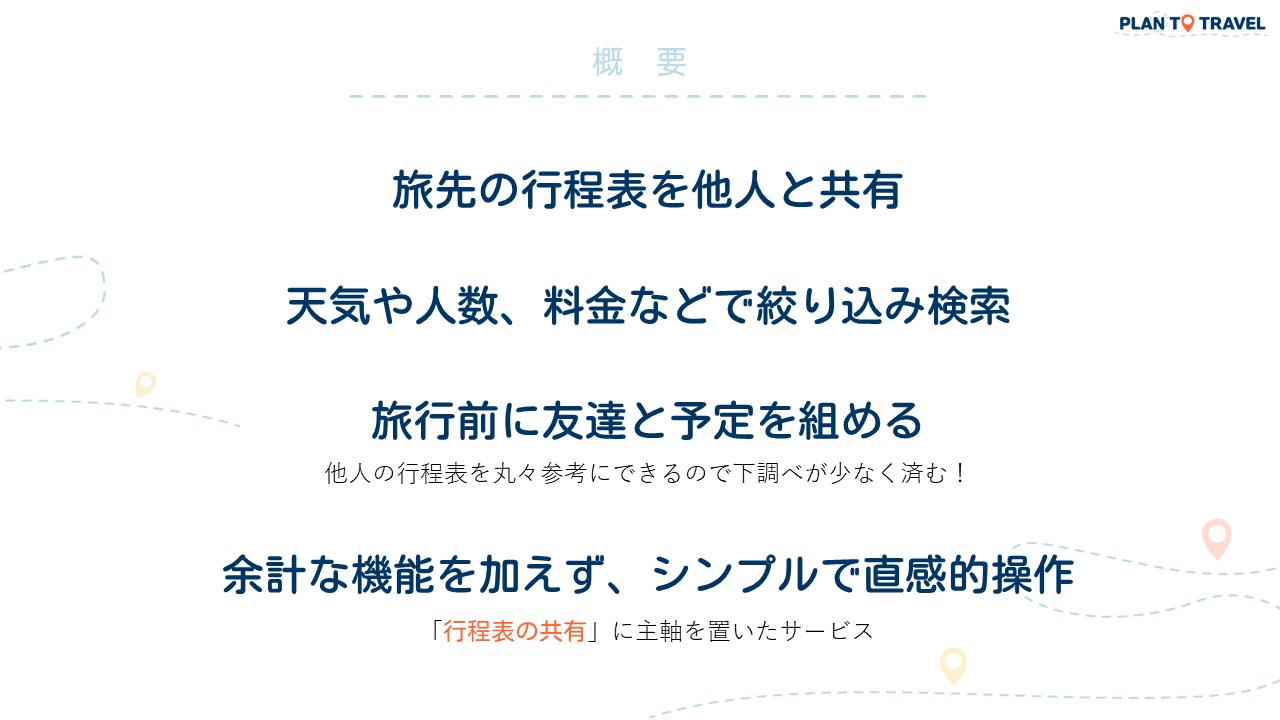 PLAN TO TRAVEL
概　要
旅先の行程表を他人と共有
天気や人数、料金などで絞り込み検索
旅行前に友達と予定を組める
他人の行程表を丸々参考にできるので下調べが少なく済む！
余計な機能を加えず、シンプルで直感的操作
「行程表の共有」に主軸を置いたサービス